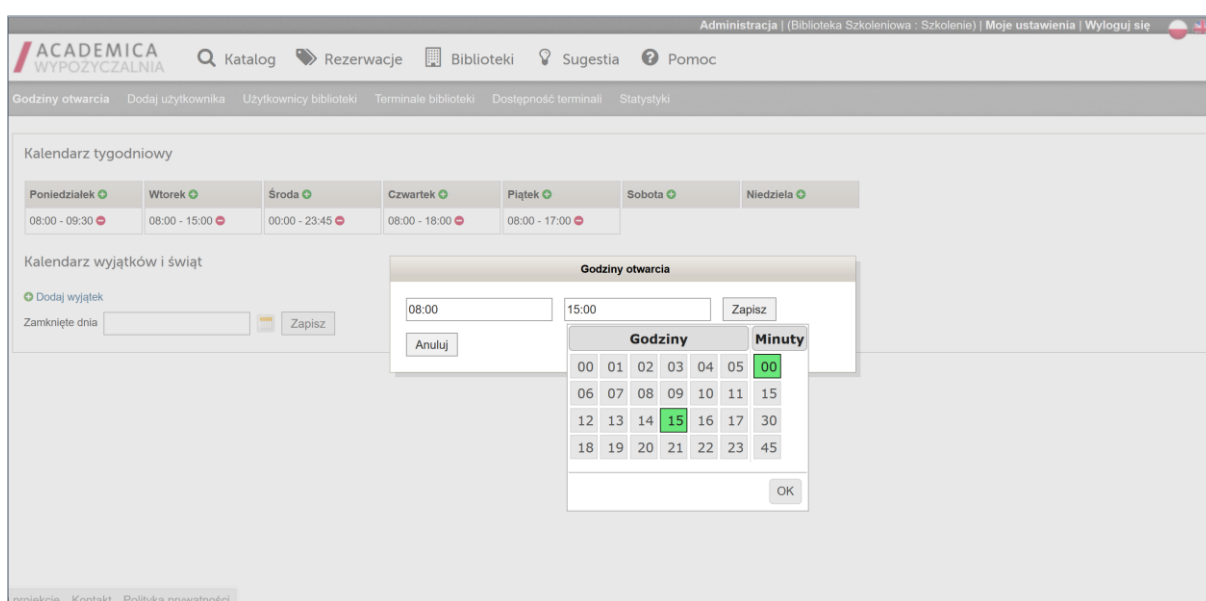 Administracja | (Biblioteka Szkoleniowa : Szkolenie) | Moje ustawienia | Wyloguj się
ACADEMICA
WYPOŻYCZALNIA
Katalog Rezerwacje Biblioteki Sugestia Pomoc
Godziny otwarcia Dodaj użytkownika Użytkownicy biblioteki Terminale biblioteki Dostępność terminali Statystyki
Kalendarz tygodniowy
Poniedziałek Wtorek Środa Czwartek Piątek Sobota Niedziela
08:00 - 09:30 08:00 - 15:00 00:00 - 23:45 08:00 - 18:00 08:00 - 17:00
Kalendarz wyjątków i świąt
Dodaj wyjątek
Zamknięte dnia Zapisz
Godziny otwarcia
08:00 15:00 Zapisz
Anuluj
Godziny Minuty
00 01 02 03 04 05 00
06 07 08 09 10 11 15
12 13 14 15 16 17 30
18 19 20 21 22 23 45
OK
projekcie Kontakt Polityka prywatności